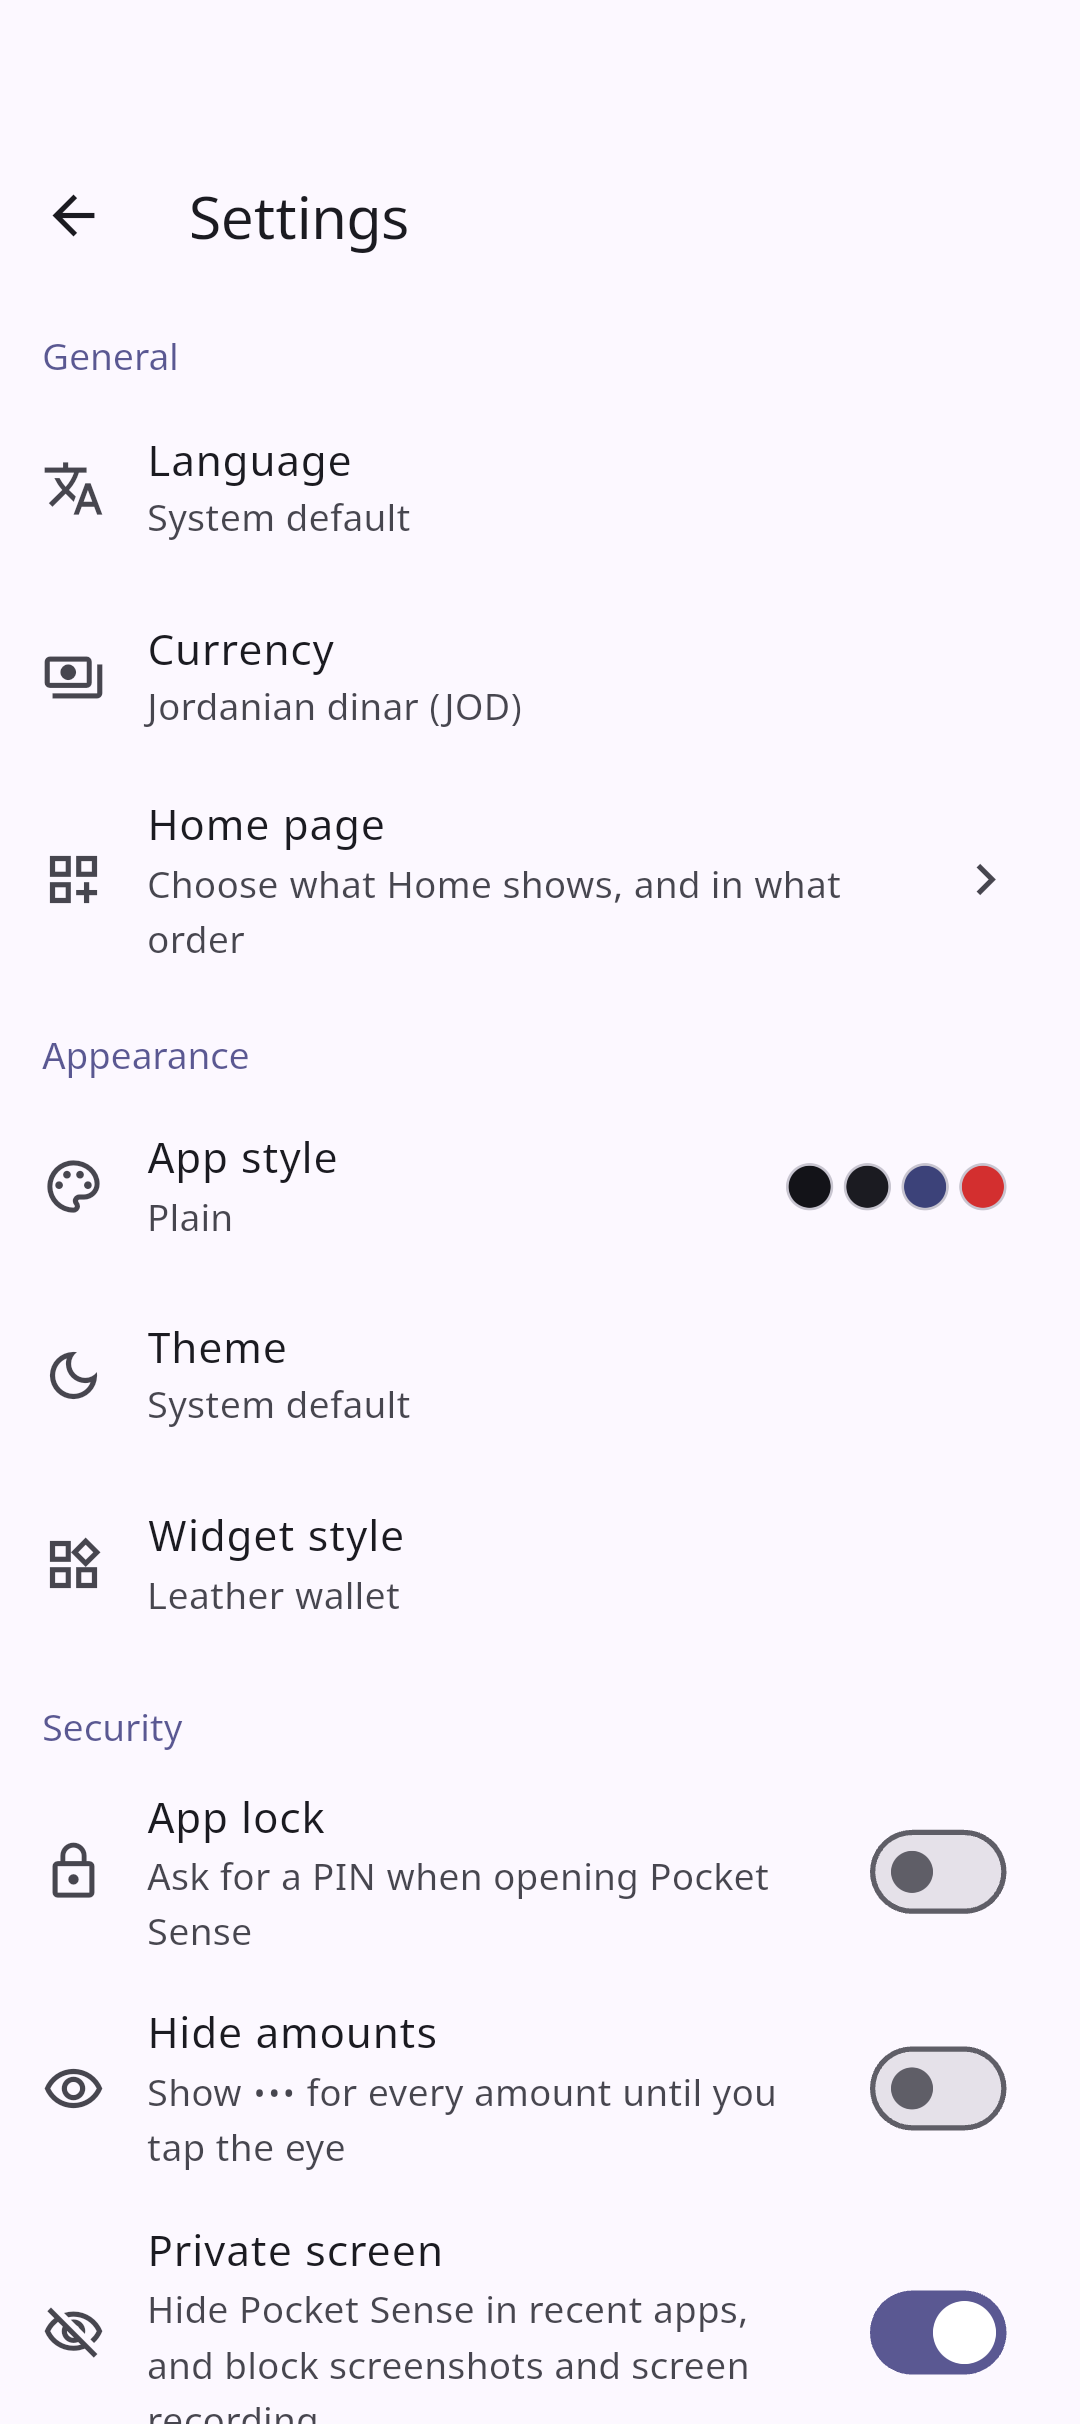 Settings
General
Language
System default
Currency
Jordanian dinar (JOD)
Home page
Choose what Home shows, and in what
order
Appearance
App style
Plain
Theme
System default
Widget style
Leather wallet
Security
App lock
Ask for a PIN when opening Pocket
Sense
Hide amounts
Show ••• for every amount until you
tap the eye
Private screen
Hide Pocket Sense in recent apps,
and block screenshots and screen
recording